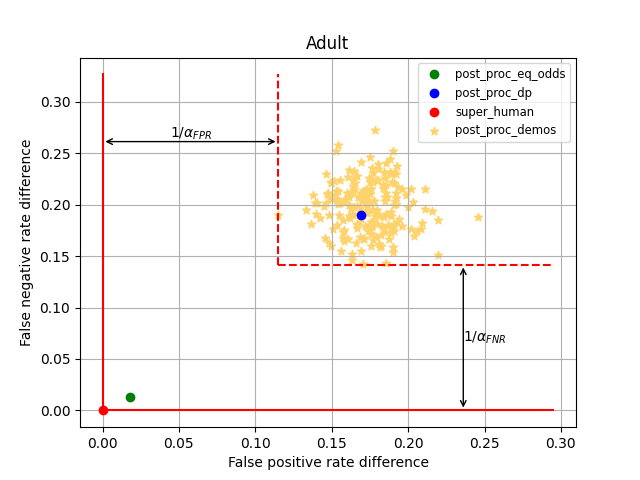 Adult
post_proc_eq_odds
post_proc_dp
super_human
post_proc_demos
1/α_FPR
1/α_FNR
False negative rate difference
0.30
0.25
0.20
0.15
0.10
0.05
0.00
0.00 0.05 0.10 0.15 0.20 0.25 0.30
False positive rate difference